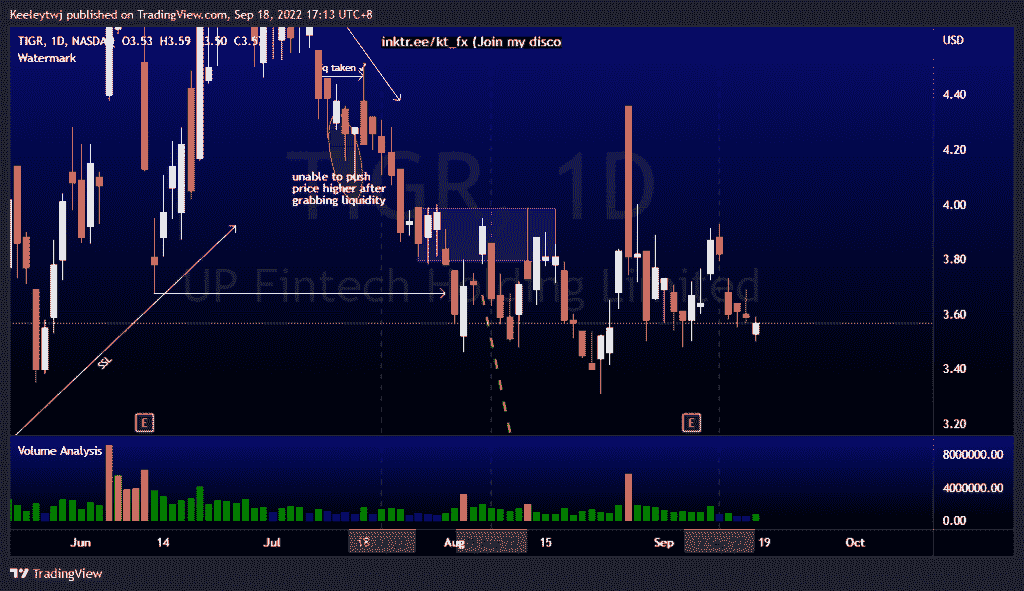 Keeleytwj published on TradingView.com, Sep 18, 2022 17:13 UTC+8
TIGR, 1D, NASDAQ O3.53 H3.59 3.50 C3.5
inktr.ee/kt_fx (Join my disco
USD
Watermark
q taken
4.40
4.20
unable to push
price higher after
grabbing liquidity
TIGR 1D
4.00
3.80
UP Fintech Holding Limited
3.60
SSL
3.40
E
E
3.20
Volume Analysis
8000000.00
4000000.00
0.00
Jun
14
Jul
18
Aug
15
Sep
19
Oct
TradingView